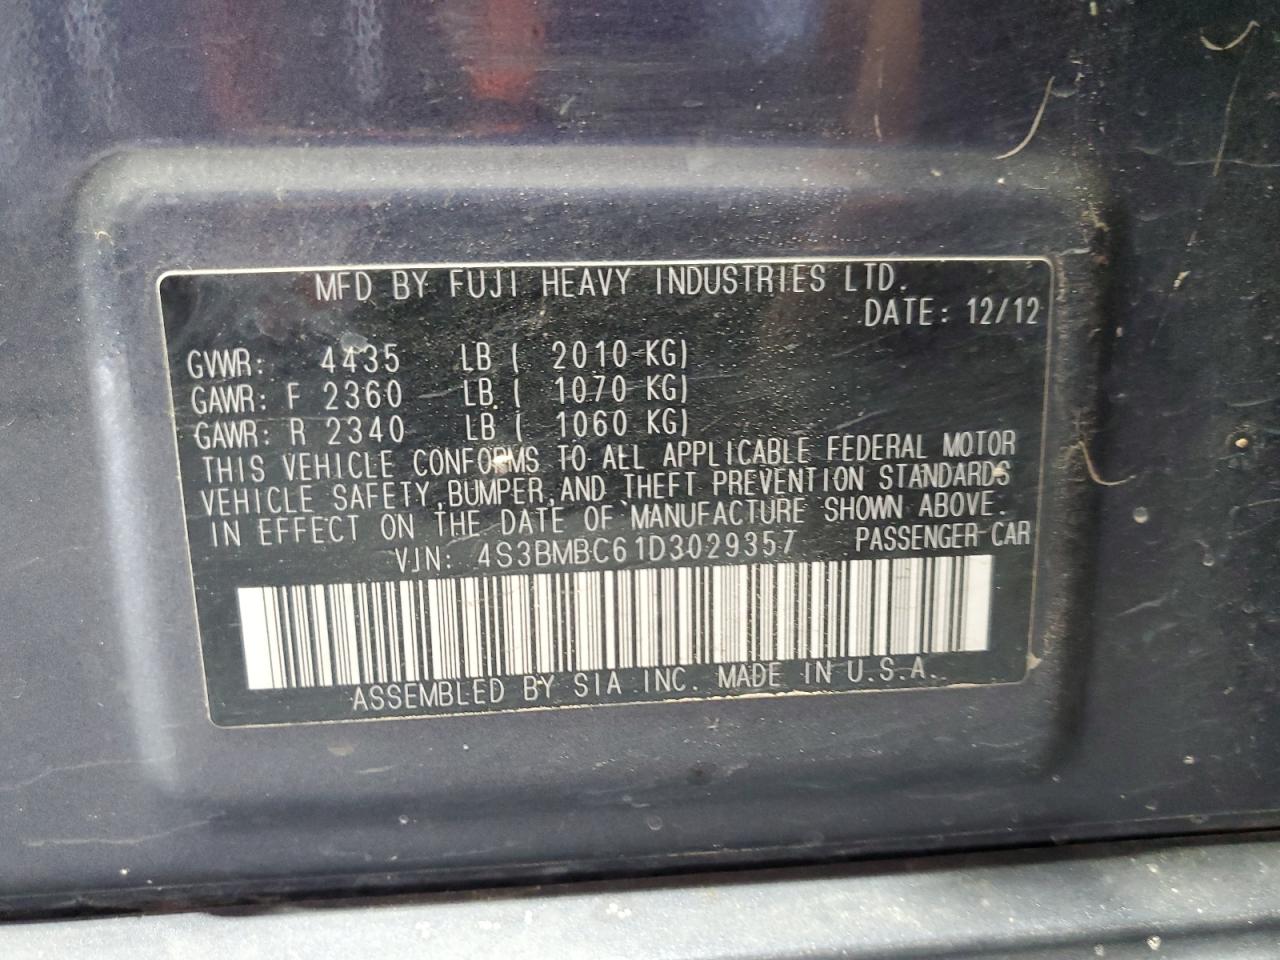 MFD BY FUJI HEAVY INDUSTRIES LTD.
DATE: 12/12
GVWR: 4435 LB ( 2010 KG)
GAWR: F 2360 LB ( 1070 KG)
GAWR: R 2340 LB ( 1060 KG)
THIS VEHICLE CONFORMS TO ALL APPLICABLE FEDERAL MOTOR
VEHICLE SAFETY, BUMPER, AND THEFT PREVENTION STANDARDS
IN EFFECT ON THE DATE OF MANUFACTURE SHOWN ABOVE.
VIN: 4S3BMBC61D3029357 PASSENGER CAR
ASSEMBLED BY SIA INC. MADE IN U.S.A.